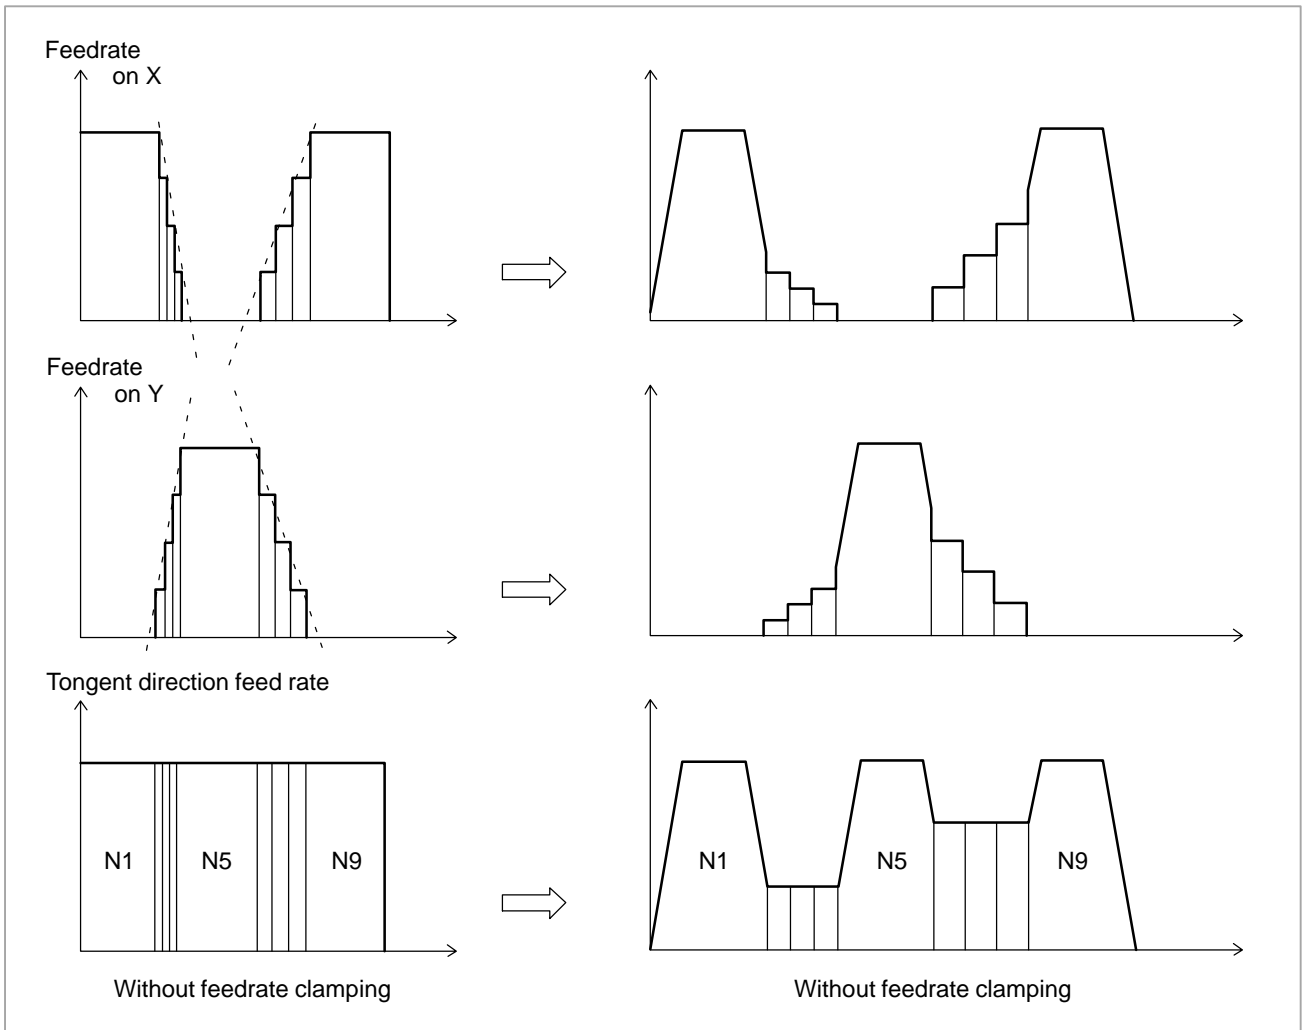 Feedrate
on X
Feedrate
on Y
Tongent direction feed rate
N1
N5
N9
N1
N5
N9
Without feedrate clamping
Without feedrate clamping